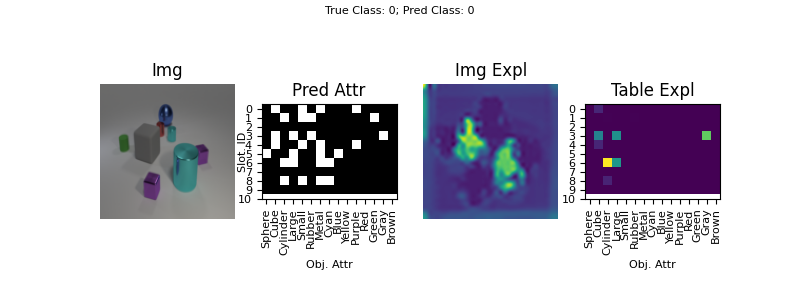 True Class: 0; Pred Class: 0
Img
Pred Attr
Img Expl
Table Expl
Slot. ID
0
1
2
3
4
5
6
7
8
9
10
0
1
2
3
4
5
6
7
8
9
10
Sphere
Cube
Cylinder
Large
Small
Rubber
Metal
Cyan
Blue
Yellow
Purple
Red
Green
Gray
Brown
Obj. Attr
Sphere
Cube
Cylinder
Large
Small
Rubber
Metal
Cyan
Blue
Yellow
Purple
Red
Green
Gray
Brown
Obj. Attr